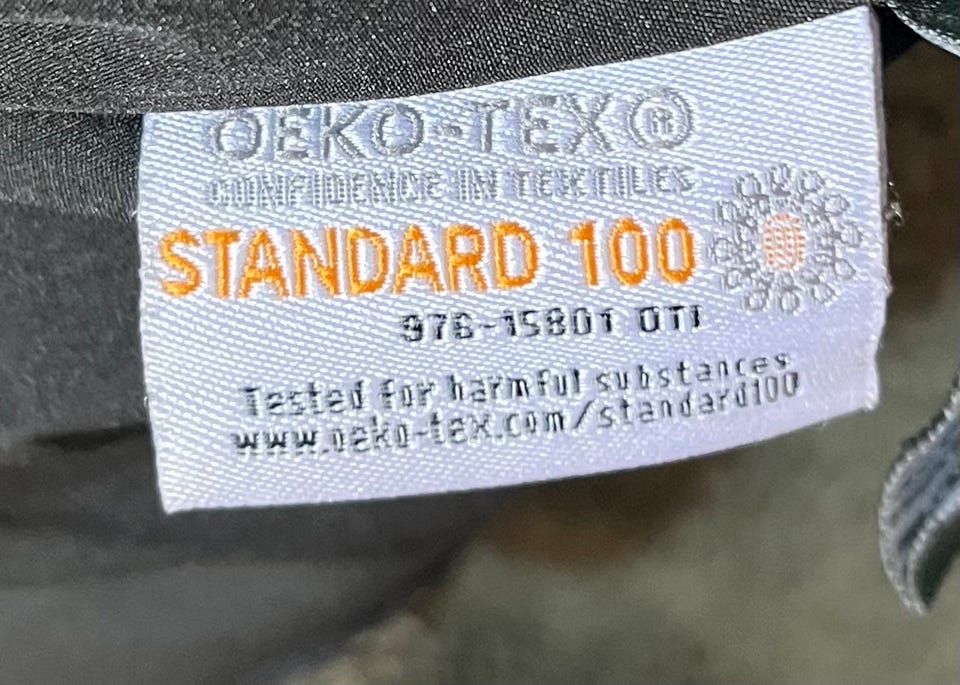 OEKO-TEX®
CONFIDENCE IN TEXTILES
STANDARD 100
976-15801 OTI
Tested for harmful substances
www.oeko-tex.com/standard100